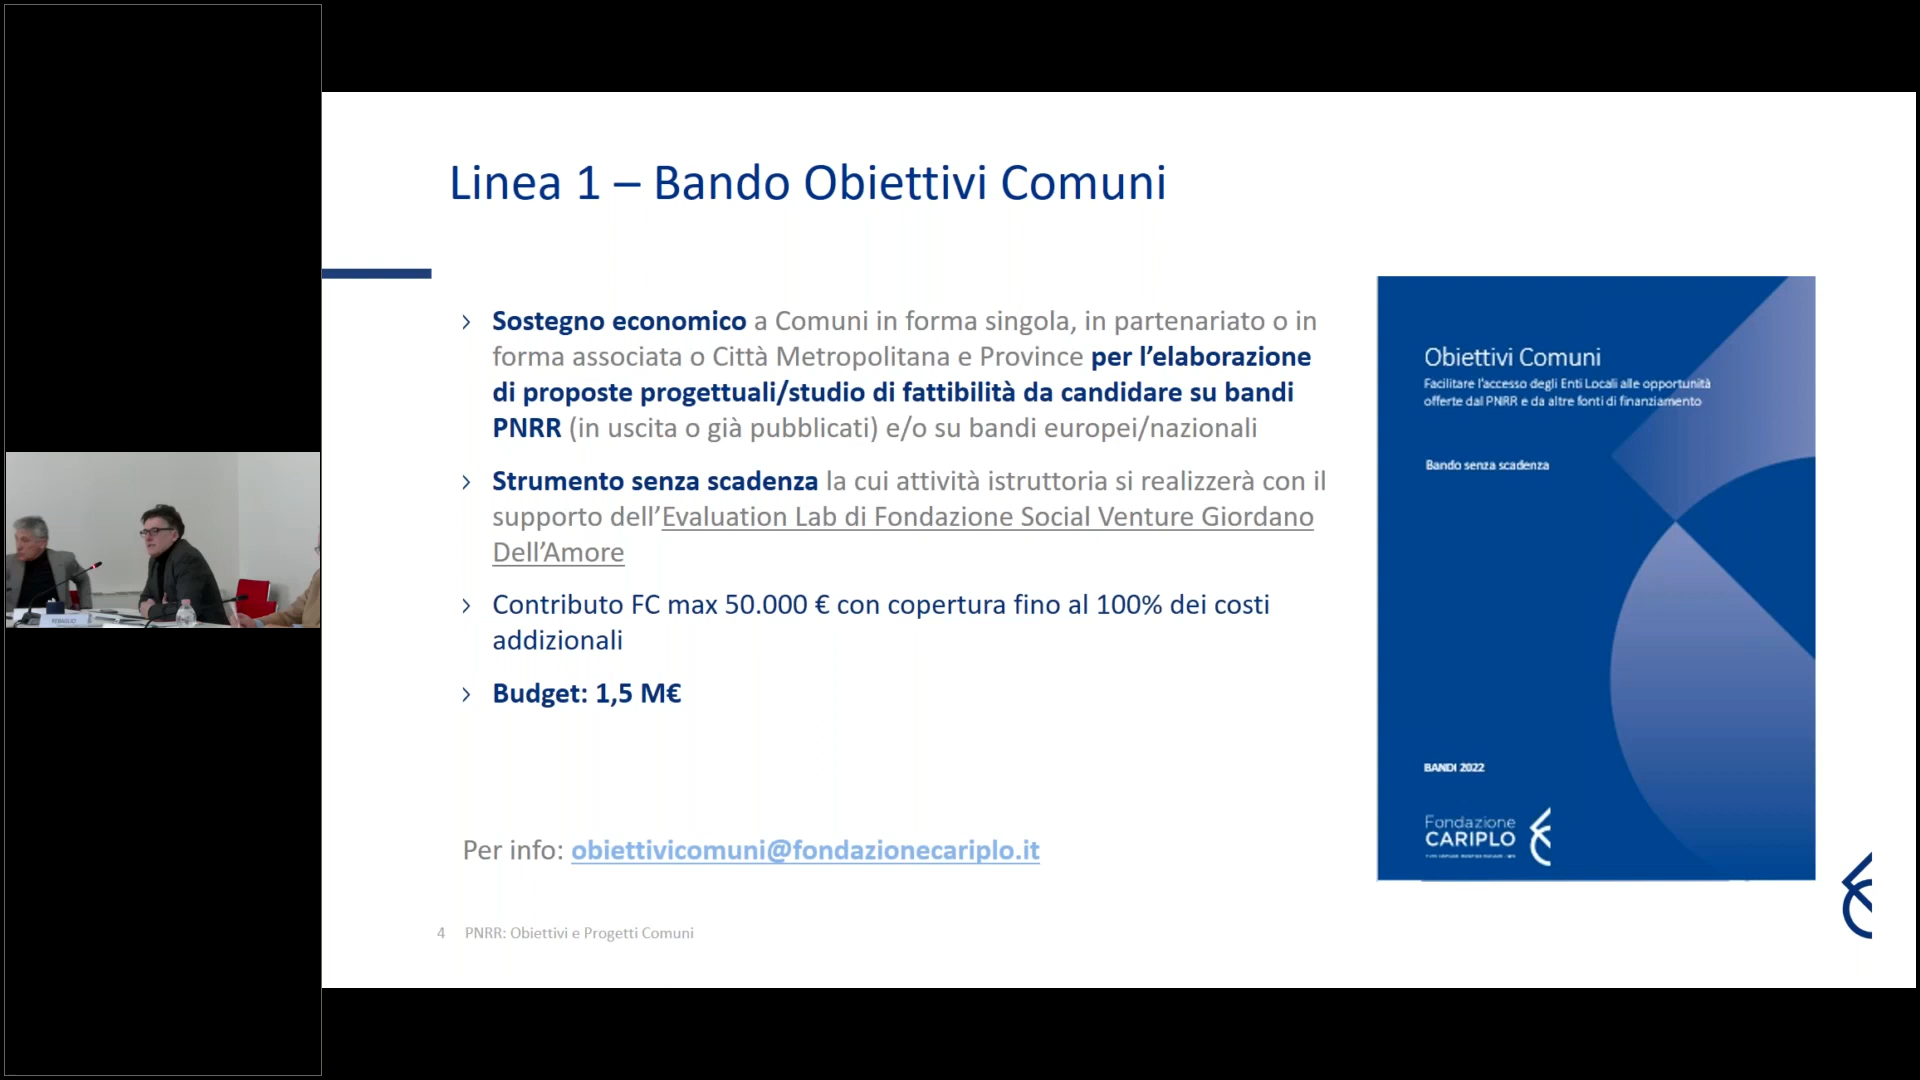 Linea 1 – Bando Obiettivi Comuni
› Sostegno economico a Comuni in forma singola, in partenariato o in
forma associata o Città Metropolitana e Province per l’elaborazione
di proposte progettuali/studio di fattibilità da candidare su bandi
PNRR (in uscita o già pubblicati) e/o su bandi europei/nazionali
› Strumento senza scadenza la cui attività istruttoria si realizzerà con il
supporto dell’Evaluation Lab di Fondazione Social Venture Giordano
Dell’Amore
› Contributo FC max 50.000 € con copertura fino al 100% dei costi
addizionali
› Budget: 1,5 M€
Per info: obiettivicomuni@fondazionecariplo.it
4 PNRR: Obiettivi e Progetti Comuni
Obiettivi Comuni
Facilitare l’accesso degli Enti Locali alle opportunità
offerte dal PNRR e da altre fonti di finanziamento
Bando senza scadenza
BANDI 2022
Fondazione
CARIPLO